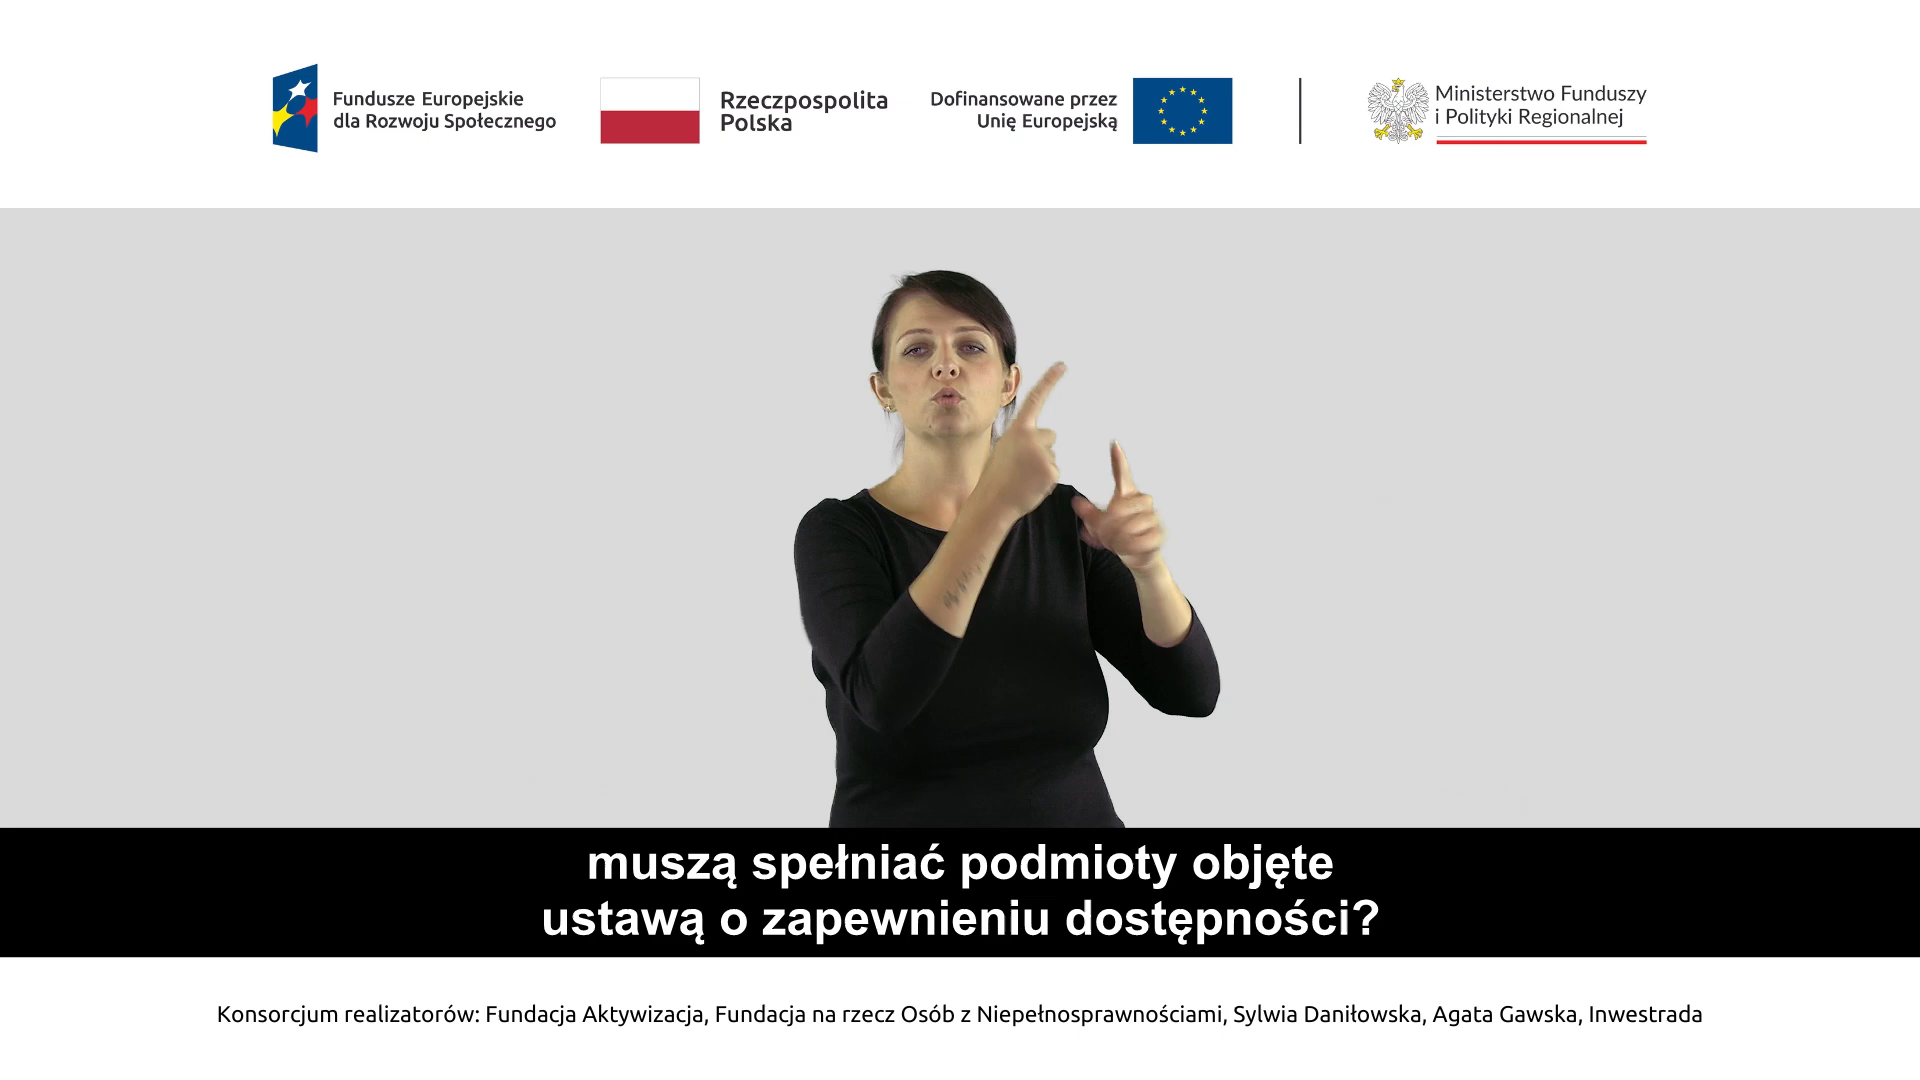 Fundusze Europejskie
dla Rozwoju Społecznego
Rzeczpospolita
Polska
Dofinansowane przez
Unię Europejską
Ministerstwo Funduszy
i Polityki Regionalnej
muszą spełniać podmioty objęte
ustawą o zapewnieniu dostępności?
Konsorcjum realizatorów: Fundacja Aktywizacja, Fundacja na rzecz Osób z Niepełnosprawnościami, Sylwia Daniłowska, Agata Gawska, Inwestrada